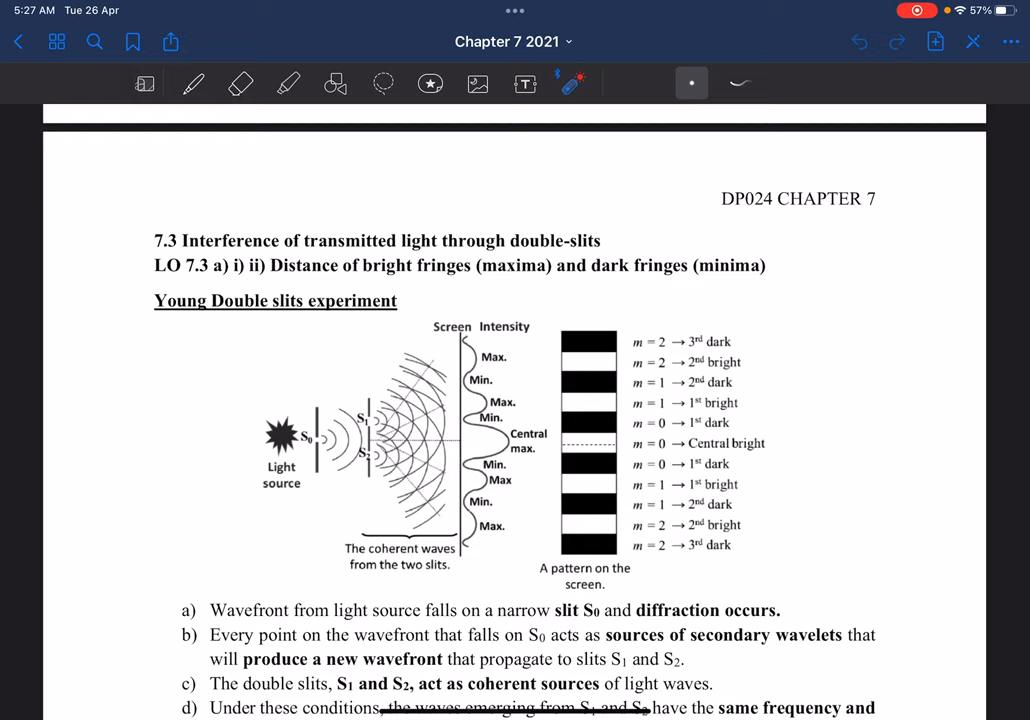 5:27 AM Tue 26 Apr
57%
Chapter 7 2021
T
DP024 CHAPTER 7
7.3 Interference of transmitted light through double-slits
LO 7.3 a) i) ii) Distance of bright fringes (maxima) and dark fringes (minima)
Young Double slits experiment
Screen Intensity
Max.
Min.
Max.
Min.
Central
max.
Min.
Max
Min.
Max.
S₀
S₁
S₂
Light
source
The coherent waves
from the two slits.
m = 2 → 3rd dark
m = 2 → 2nd bright
m = 1 → 2nd dark
m = 1 → 1st bright
m = 0 → 1st dark
m = 0 → Central bright
m = 0 → 1st dark
m = 1 → 1st bright
m = 1 → 2nd dark
m = 2 → 2nd bright
m = 2 → 3rd dark
A pattern on the
screen.
a) Wavefront from light source falls on a narrow slit S₀ and diffraction occurs.
b) Every point on the wavefront that falls on S₀ acts as sources of secondary wavelets that
will produce a new wavefront that propagate to slits S₁ and S₂.
c) The double slits, S₁ and S₂, act as coherent sources of light waves.
d) Under these conditions, the waves emerging from S₁ and S₂ have the same frequency and